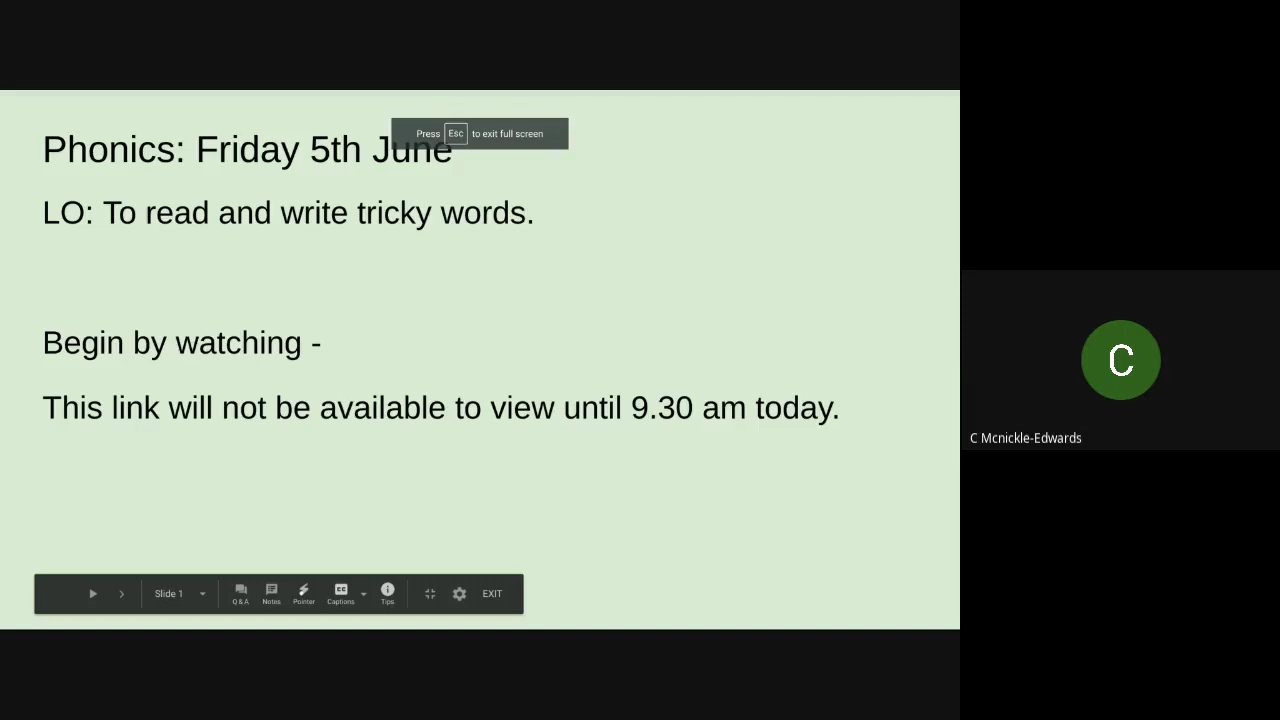 Press Esc to exit full screen
Phonics: Friday 5th June
LO: To read and write tricky words.
Begin by watching -
This link will not be available to view until 9.30 am today.
C
C Mcnickle-Edwards
Slide 1 Q & A Notes Pointer CC Captions Tips EXIT